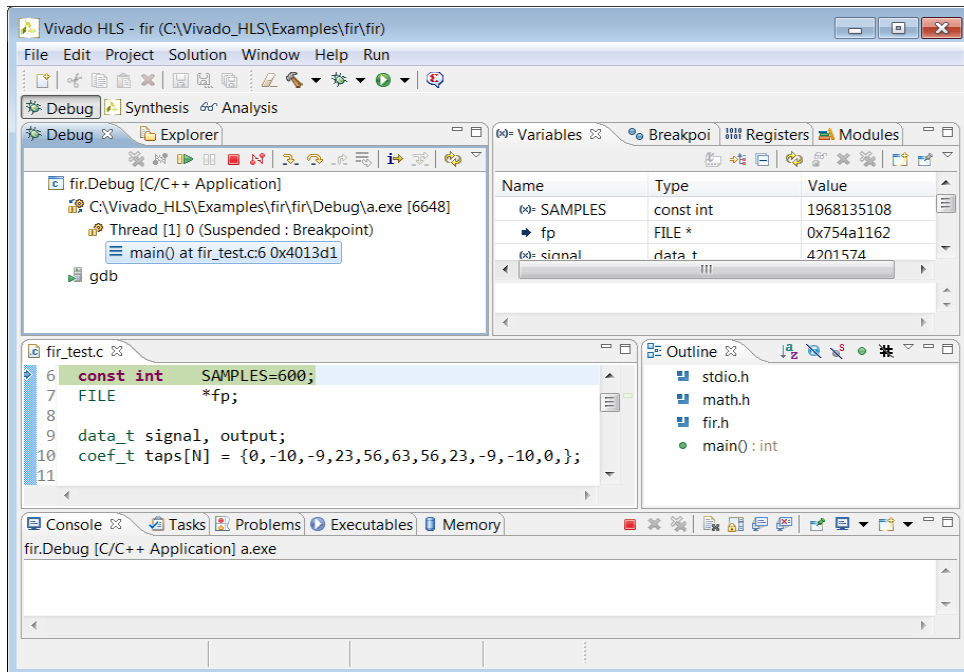 Vivado HLS - fir (C:\Vivado_HLS\Examples\fir\fir)
File Edit Project Solution Window Help Run
Debug Synthesis Analysis
Debug Explorer
fir.Debug [C/C++ Application]
C:\Vivado_HLS\Examples\fir\fir\Debug\a.exe [6648]
Thread [1] 0 (Suspended : Breakpoint)
main() at fir_test.c:6 0x4013d1
gdb
(x)= Variables Breakpoi 1010 0101 Registers Modules
Name Type Value
(x)= SAMPLES const int 1968135108
fp FILE * 0x754a1162
(x)= signal data_t 4201574
fir_test.c
6 const int SAMPLES=600;
7 FILE *fp;
8
9 data_t signal, output;
10 coef_t taps[N] = {0,-10,-9,23,56,63,56,23,-9,-10,0,};
11
Outline
stdio.h
math.h
fir.h
main() : int
Console Tasks Problems Executables Memory
fir.Debug [C/C++ Application] a.exe